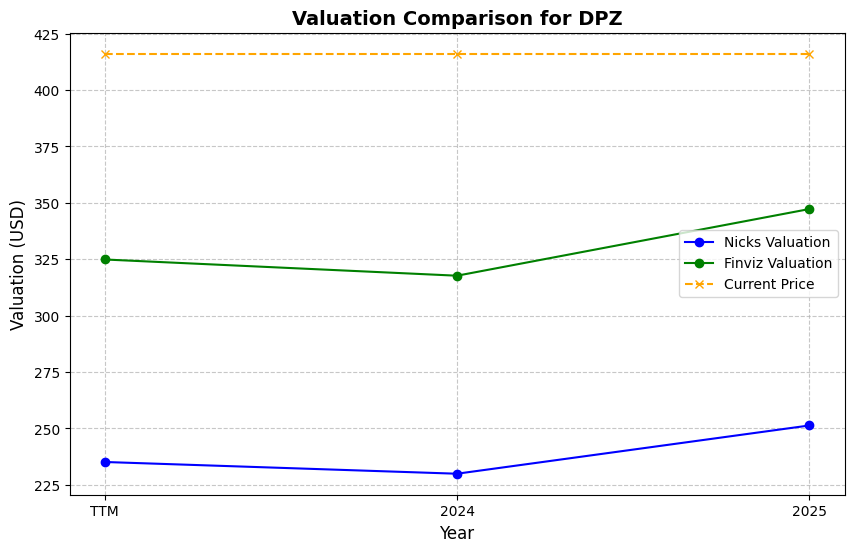 Valuation Comparison for DPZ
425
400
375
350
325
300
275
250
225
Valuation (USD)
Nicks Valuation
Finviz Valuation
Current Price
TTM
2024
2025
Year